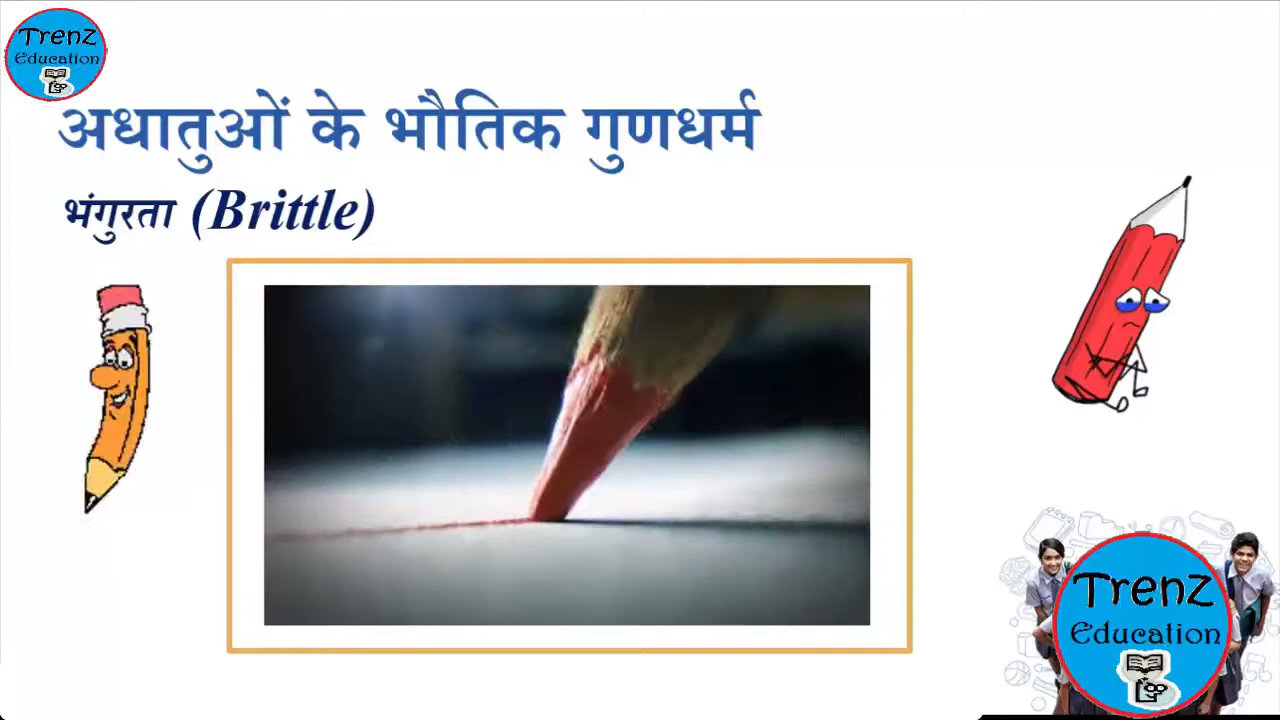 TrenZ
Education
अधातुओं के भौतिक गुणधर्म
भंगुरता (Brittle)
TrenZ
Education